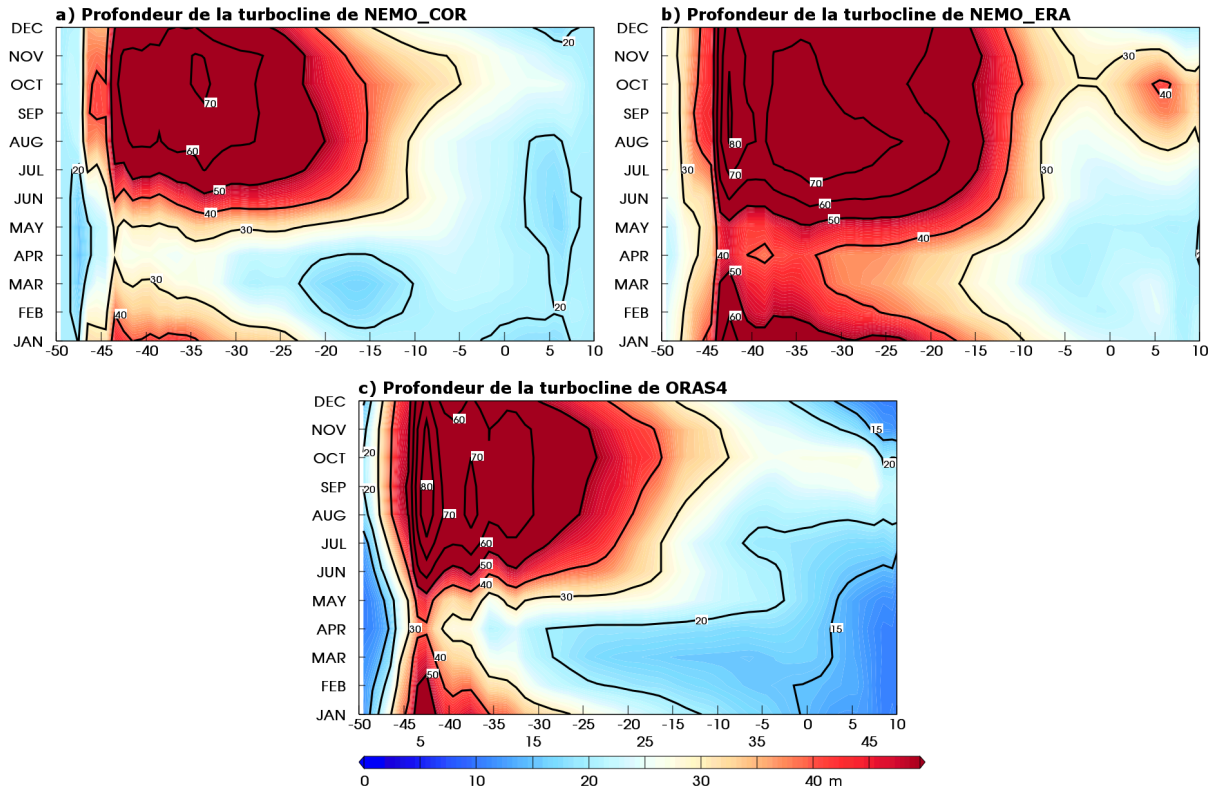 a) Profondeur de la turbocline de NEMO_COR
DEC
NOV
OCT
SEP
AUG
JUL
JUN
MAY
APR
MAR
FEB
JAN
-50 -45 -40 -35 -30 -25 -20 -15 -10 -5 0 5 10
20
70
60
20
50
40
30
30
20
40
b) Profondeur de la turbocline de NEMO_ERA
DEC
NOV
OCT
SEP
AUG
JUL
JUN
MAY
APR
MAR
FEB
JAN
-50 -45 -40 -35 -30 -25 -20 -15 -10 -5 0 5 10
30
40
80
30
70
70
30
60
50
40
40
50
60
c) Profondeur de la turbocline de ORAS4
DEC
NOV
OCT
SEP
AUG
JUL
JUN
MAY
APR
MAR
FEB
JAN
-50 -45 -40 -35 -30 -25 -20 -15 -10 -5 0 5 10
60
15
20
70
20
20
80
70
60
50
40
30
20
30
15
40
50
5 15 25 35 45
0 10 20 30 40 m